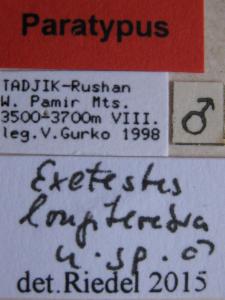 Paratypus
TADJIK-Rushan
W. Pamir Mts.
3500±3700m VIII.
leg.V.Gurko 1998
♂
Exetastes
longiterebra
n. sp. ♂
det.Riedel 2015